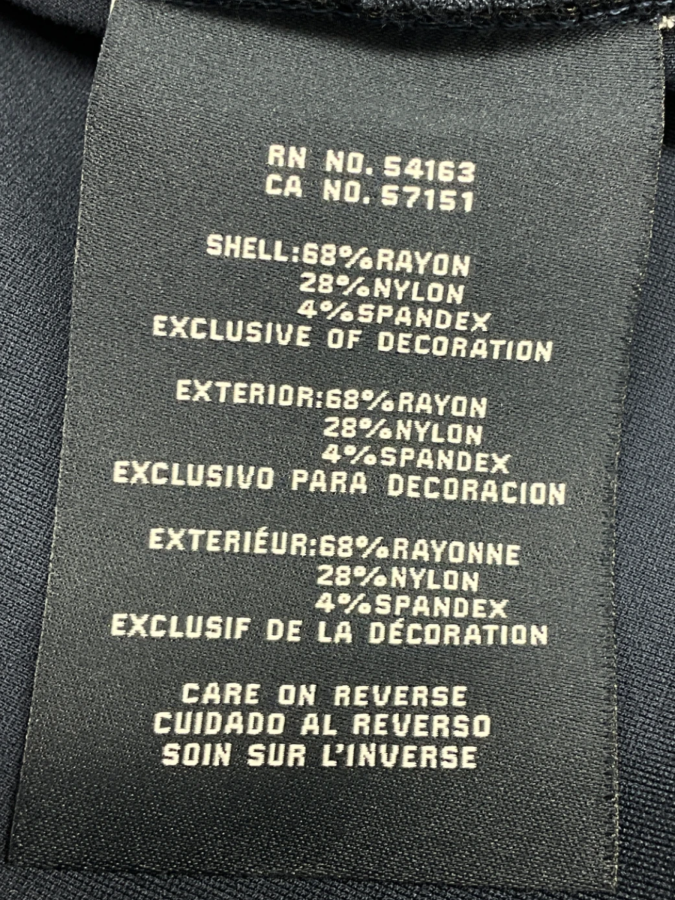 RN NO. 54163
CA NO. 57151
SHELL:68%RAYON
28%NYLON
4%SPANDEX
EXCLUSIVE OF DECORATION
EXTERIOR:68%RAYON
28%NYLON
4%SPANDEX
EXCLUSIVO PARA DECORACION
EXTERIÉUR:68%RAYONNE
28%NYLON
4%SPANDEX
EXCLUSIF DE LA DÉCORATION
CARE ON REVERSE
CUIDADO AL REVERSO
SOIN SUR L'INVERSE